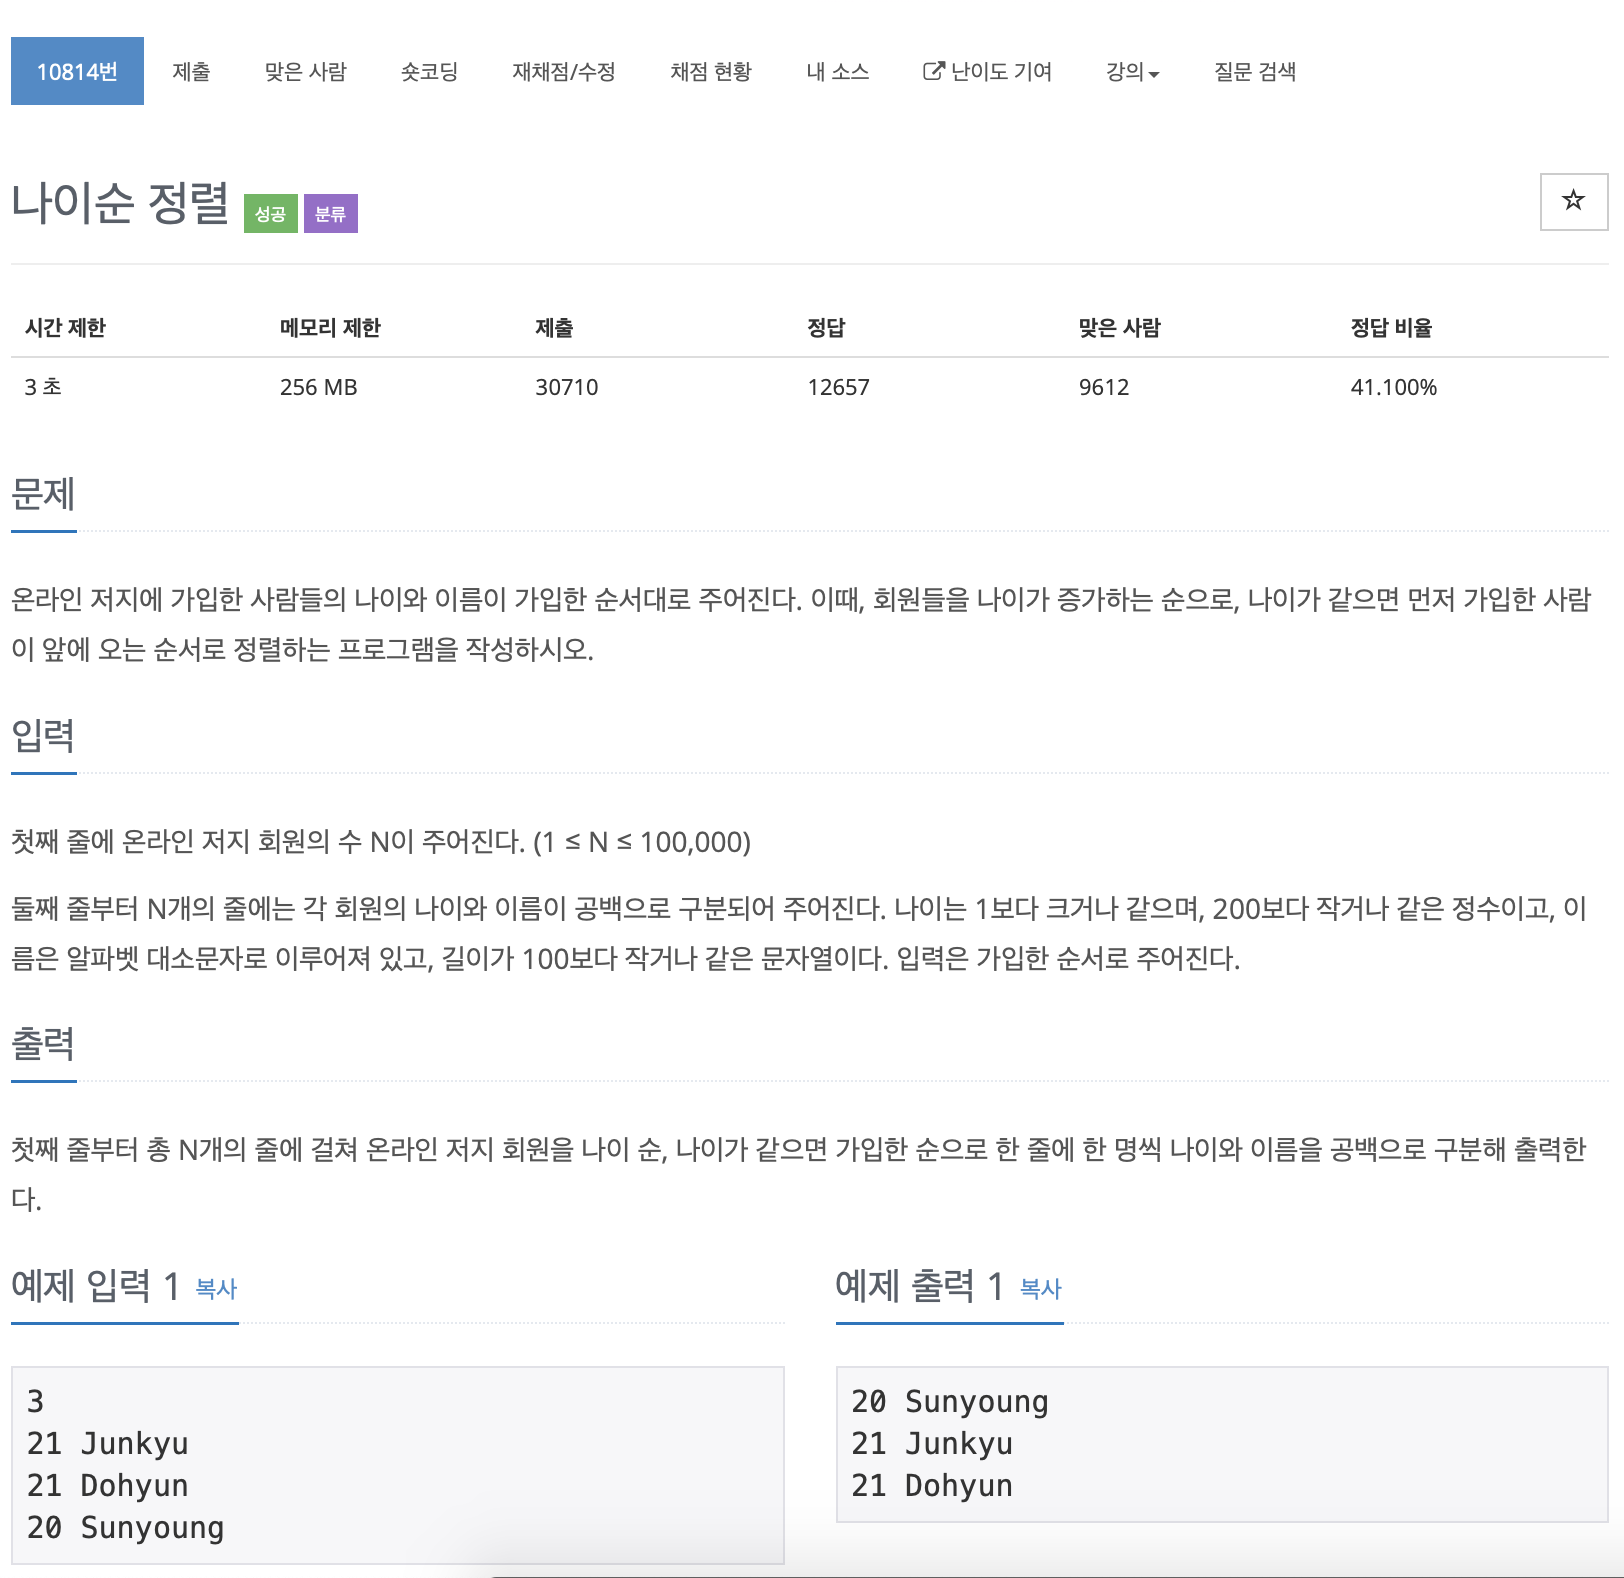 10814번 제출 맞은 사람 숏코딩 재채점/수정 채점 현황 내 소스 난이도 기여 강의 질문 검색
나이순 정렬 성공 분류
시간 제한 메모리 제한 제출 정답 맞은 사람 정답 비율
3 초 256 MB 30710 12657 9612 41.100%
문제
온라인 저지에 가입한 사람들의 나이와 이름이 가입한 순서대로 주어진다. 이때, 회원들을 나이가 증가하는 순으로, 나이가 같으면 먼저 가입한 사람
이 앞에 오는 순서로 정렬하는 프로그램을 작성하시오.
입력
첫째 줄에 온라인 저지 회원의 수 N이 주어진다. (1 ≤ N ≤ 100,000)
둘째 줄부터 N개의 줄에는 각 회원의 나이와 이름이 공백으로 구분되어 주어진다. 나이는 1보다 크거나 같으며, 200보다 작거나 같은 정수이고, 이
름은 알파벳 대소문자로 이루어져 있고, 길이가 100보다 작거나 같은 문자열이다. 입력은 가입한 순서로 주어진다.
출력
첫째 줄부터 총 N개의 줄에 걸쳐 온라인 저지 회원을 나이 순, 나이가 같으면 가입한 순으로 한 줄에 한 명씩 나이와 이름을 공백으로 구분해 출력한
다.
예제 입력 1 복사
3
21 Junkyu
21 Dohyun
20 Sunyoung
예제 출력 1 복사
20 Sunyoung
21 Junkyu
21 Dohyun